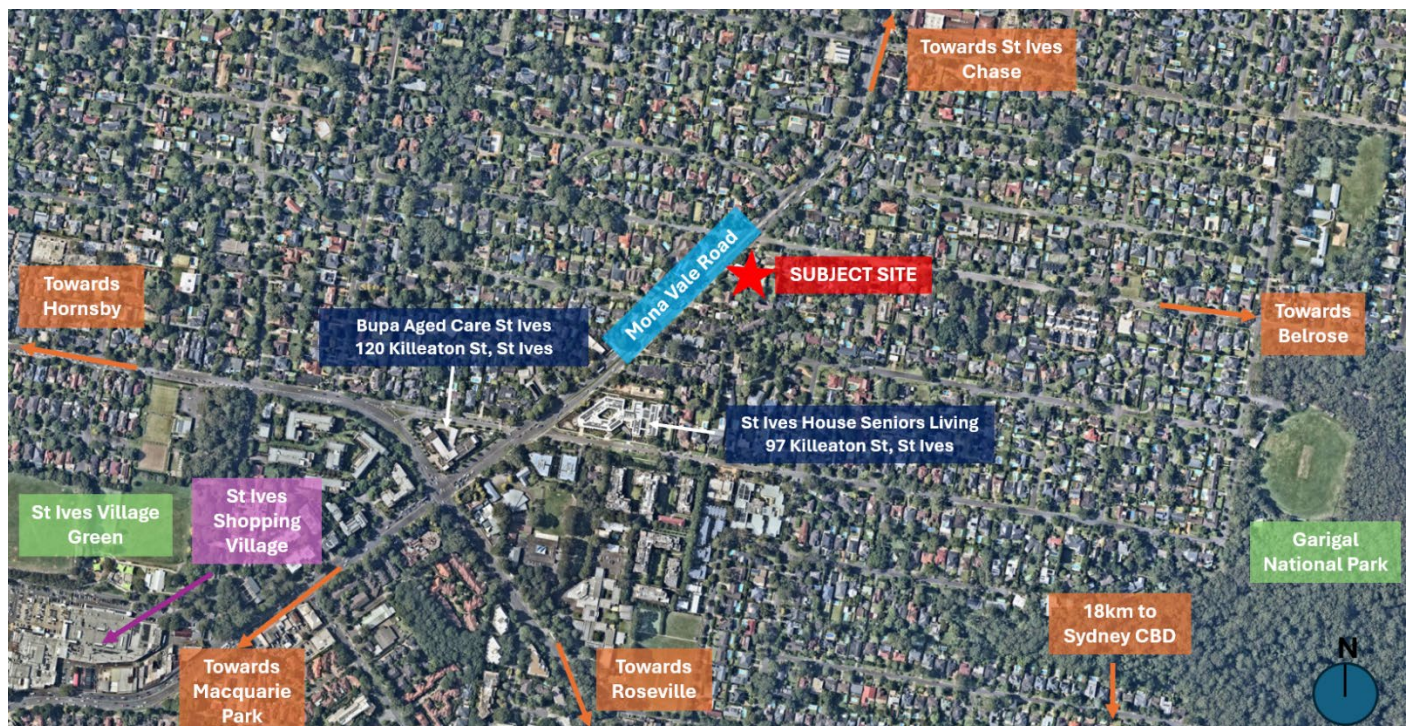 Towards St Ives
Chase
Mona Vale Road
SUBJECT SITE
Towards
Hornsby
Bupa Aged Care St Ives
120 Killeaton St, St Ives
Towards
Belrose
St Ives House Seniors Living
97 Killeaton St, St Ives
St Ives Village
Green
St Ives
Shopping
Village
Garigal
National Park
18km to
Sydney CBD
N
Towards
Macquarie
Park
Towards
Roseville